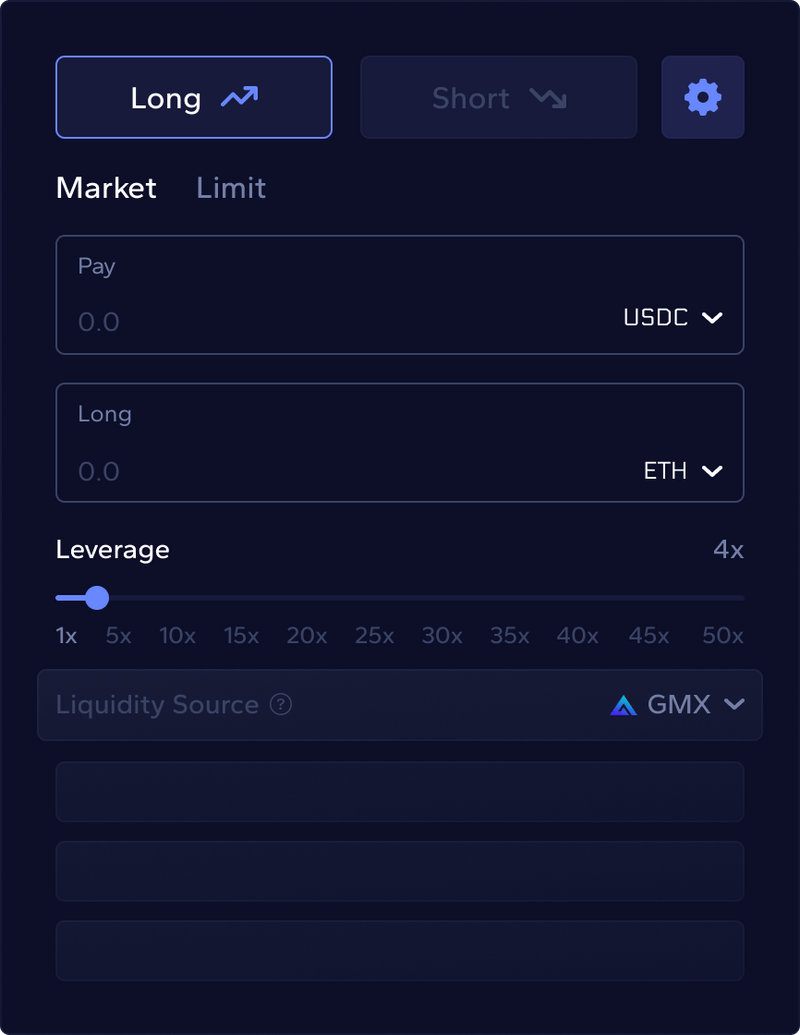 Long Short
Market Limit
Pay
0.0 USDC
Long
0.0 ETH
Leverage 4x
1x 5x 10x 15x 20x 25x 30x 35x 40x 45x 50x
Liquidity Source ? GMX